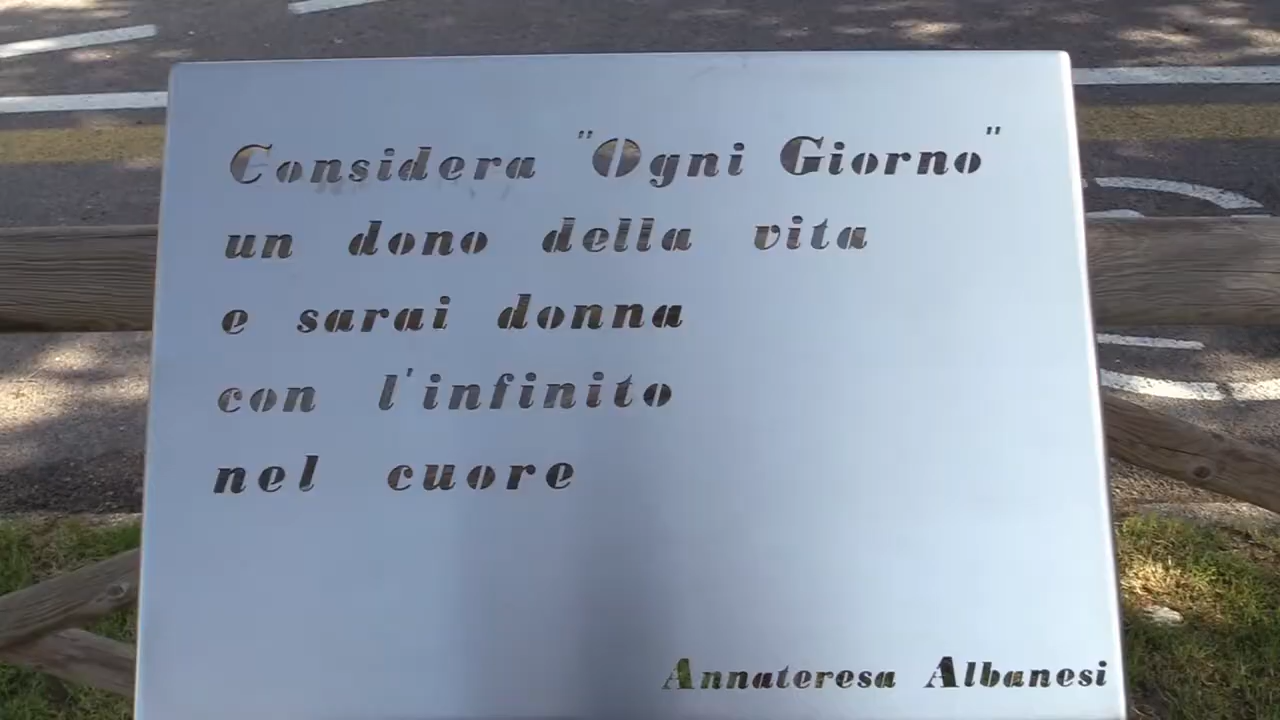 Considera "Ogni Giorno"
un dono della vita
e sarai donna
con l'infinito
nel cuore
Annateresa Albanesi